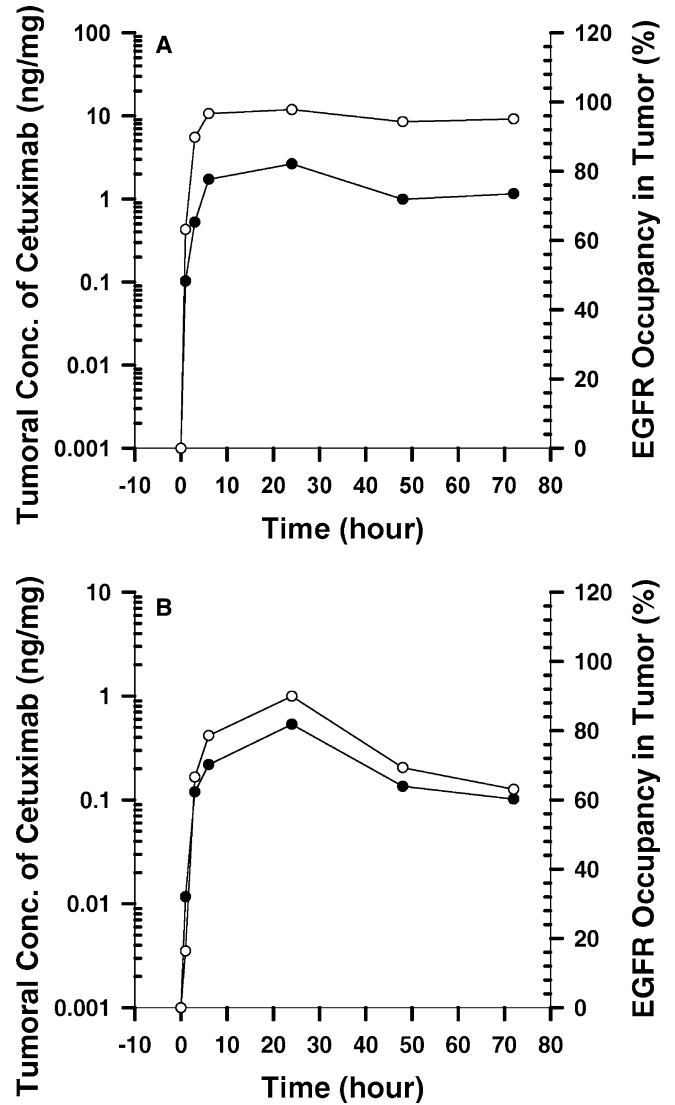 A
Tumoral Conc. of Cetuximab (ng/mg)
100
10
1
0.1
0.01
0.001
EGFR Occupancy in Tumor (%)
120
100
80
60
40
20
0
-10 0 10 20 30 40 50 60 70 80
Time (hour)
B
Tumoral Conc. of Cetuximab (ng/mg)
10
1
0.1
0.01
0.001
EGFR Occupancy in Tumor (%)
120
100
80
60
40
20
0
-10 0 10 20 30 40 50 60 70 80
Time (hour)